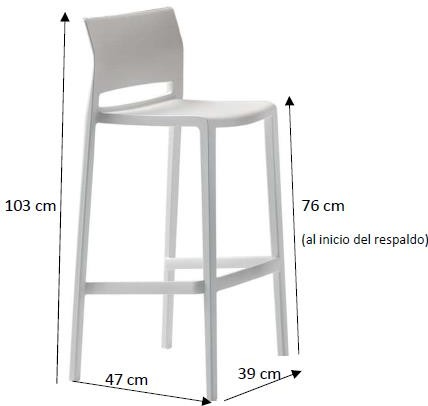 103 cm
76 cm
(al inicio del respaldo)
47 cm
39 cm